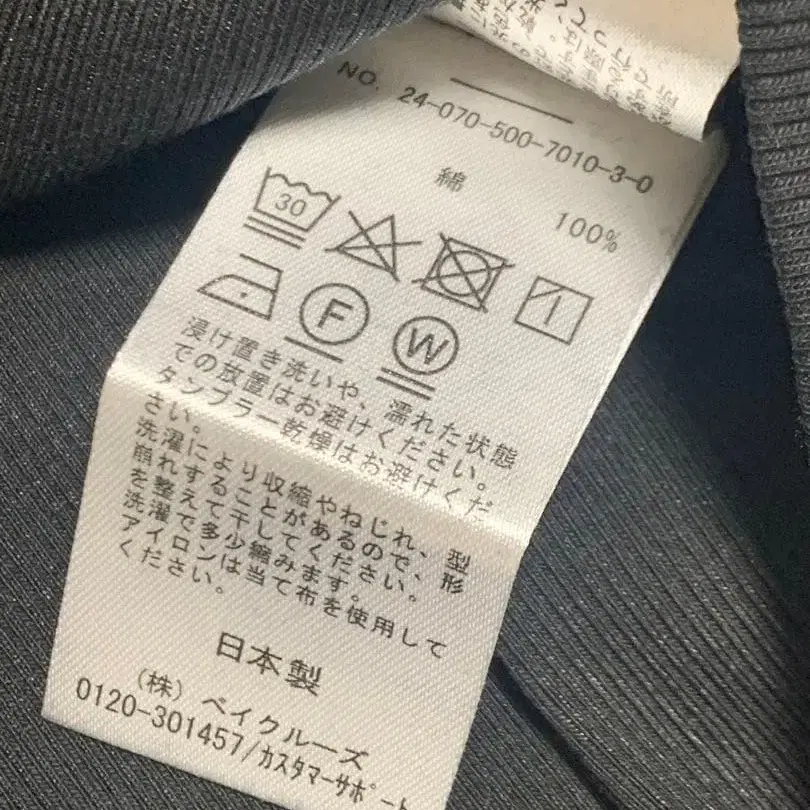 NO. 24-070-500-7010-3-0
綿 100%
30
F
W
浸け置き洗いや、濡れた状態
での放置はお避けください。
タンブラー乾燥はお避けくだ
さい。
洗濯により収縮やねじれ、型
崩れすることがあるので、形
を整えて干してください。
洗濯で多少縮みます。
アイロンは当て布を使用して
ください。
日本製
(株) ベイクルーズ
0120-301457/カスタマーサポート